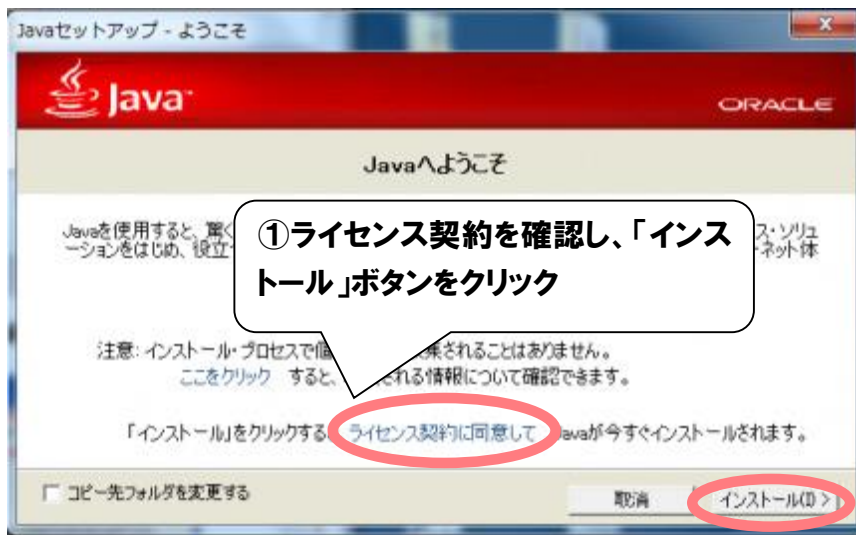 Javaセットアップ - ようこそ
Java
ORACLE
Javaへようこそ
Javaを使用すると、驚く ス・ソリュ
ーションをはじめ、役立 ーネット体
①ライセンス契約を確認し、「インス
トール」ボタンをクリック
注意: インストール・プロセスで個 集されることはありません。
ここをクリック すると、 される情報について確認できます。
「インストール」をクリックする ライセンス契約に同意して Javaが今すぐインストールされます。
コピー先フォルダを変更する
取消
インストール(I) >